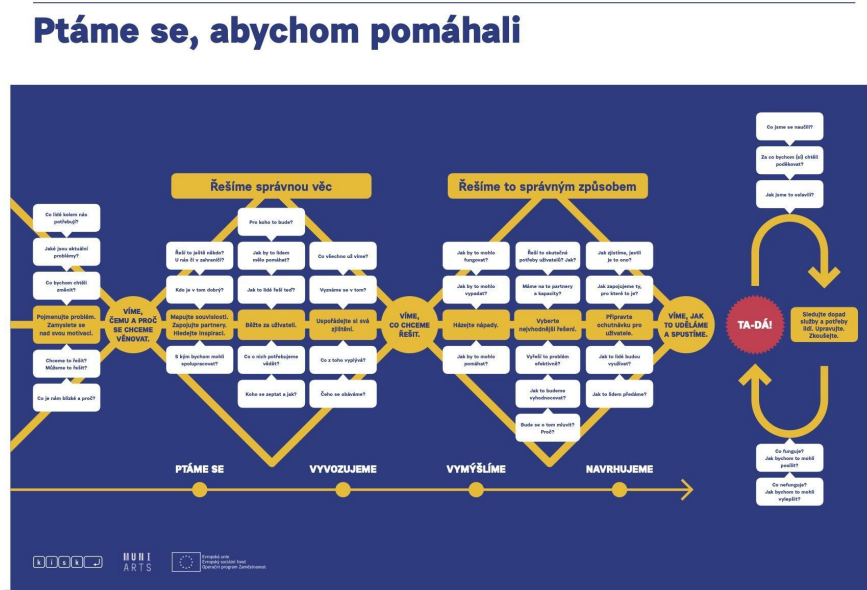 Ptáme se, abychom pomáhali
Řešíme správnou věc
Řešíme to správným způsobem
Co lidé kolem nás
potřebují?
Jaké jsou aktuální
problémy?
Co bychom chtěli
změnit?
Pojmenujte problém.
Zamyslete se
nad svou motivací.
Chceme to řešit?
Můžeme to řešit?
Co je nám blízké a proč?
VÍME,
ČEMU A PROČ
SE CHCEME
VĚNOVAT.
Řeší to ještě někdo?
U nás či v zahraničí?
Kdo je v tom dobrý?
Mapujte souvislosti.
Zapojujte partnery.
Hledejte inspiraci.
S kým bychom mohli
spolupracovat?
Pro koho to bude?
Jak by to lidem
mělo pomáhat?
Jak to lidé řeší teď?
Běžte za uživateli.
Co o nich potřebujeme
vědět?
Koho se zeptat a jak?
Co všechno už víme?
Vyznáme se v tom?
Uspořádejte si svá
zjištění.
Co z toho vyplývá?
Čeho se obáváme?
VÍME,
CO CHCEME
ŘEŠIT.
Jak by to mohlo
fungovat?
Jak by to mohlo
vypadat?
Házejte nápady.
Jak by to mohlo
pomáhat?
Řeší to skutečné
potřeby uživatelů? Jak?
Máme na to partnery
a kapacity?
Vyberte
nejvhodnější řešení.
Vyřeší to problém
efektivně?
Jak to budeme
vyhodnocovat?
Bude se o tom mluvit?
Proč?
Jak zjistíme, jestli
je to ono?
Jak zapojujeme ty,
pro které to je?
Připravte
ochutnávku pro
uživatele.
Jak to lidé budou
využívat?
Jak to lidem předáme?
VÍME, JAK
TO UDĚLÁME
A SPUSTÍME.
TA-DÁ!
Co jsme se naučili?
Za co bychom (si) chtěli
poděkovat?
Jak jsme to oslavili?
Sledujte dopad
služby a potřeby
lidí. Upravujte.
Zkoušejte.
Co funguje?
Jak bychom to mohli
posílit?
Co nefunguje?
Jak bychom to mohli
vylepšit?
PTÁME SE
VYVOZUJEME
VYMÝŠLÍME
NAVRHUJEME
kisk
MUNI
ARTS
Evropská unie
Evropský sociální fond
Operační program Zaměstnanost